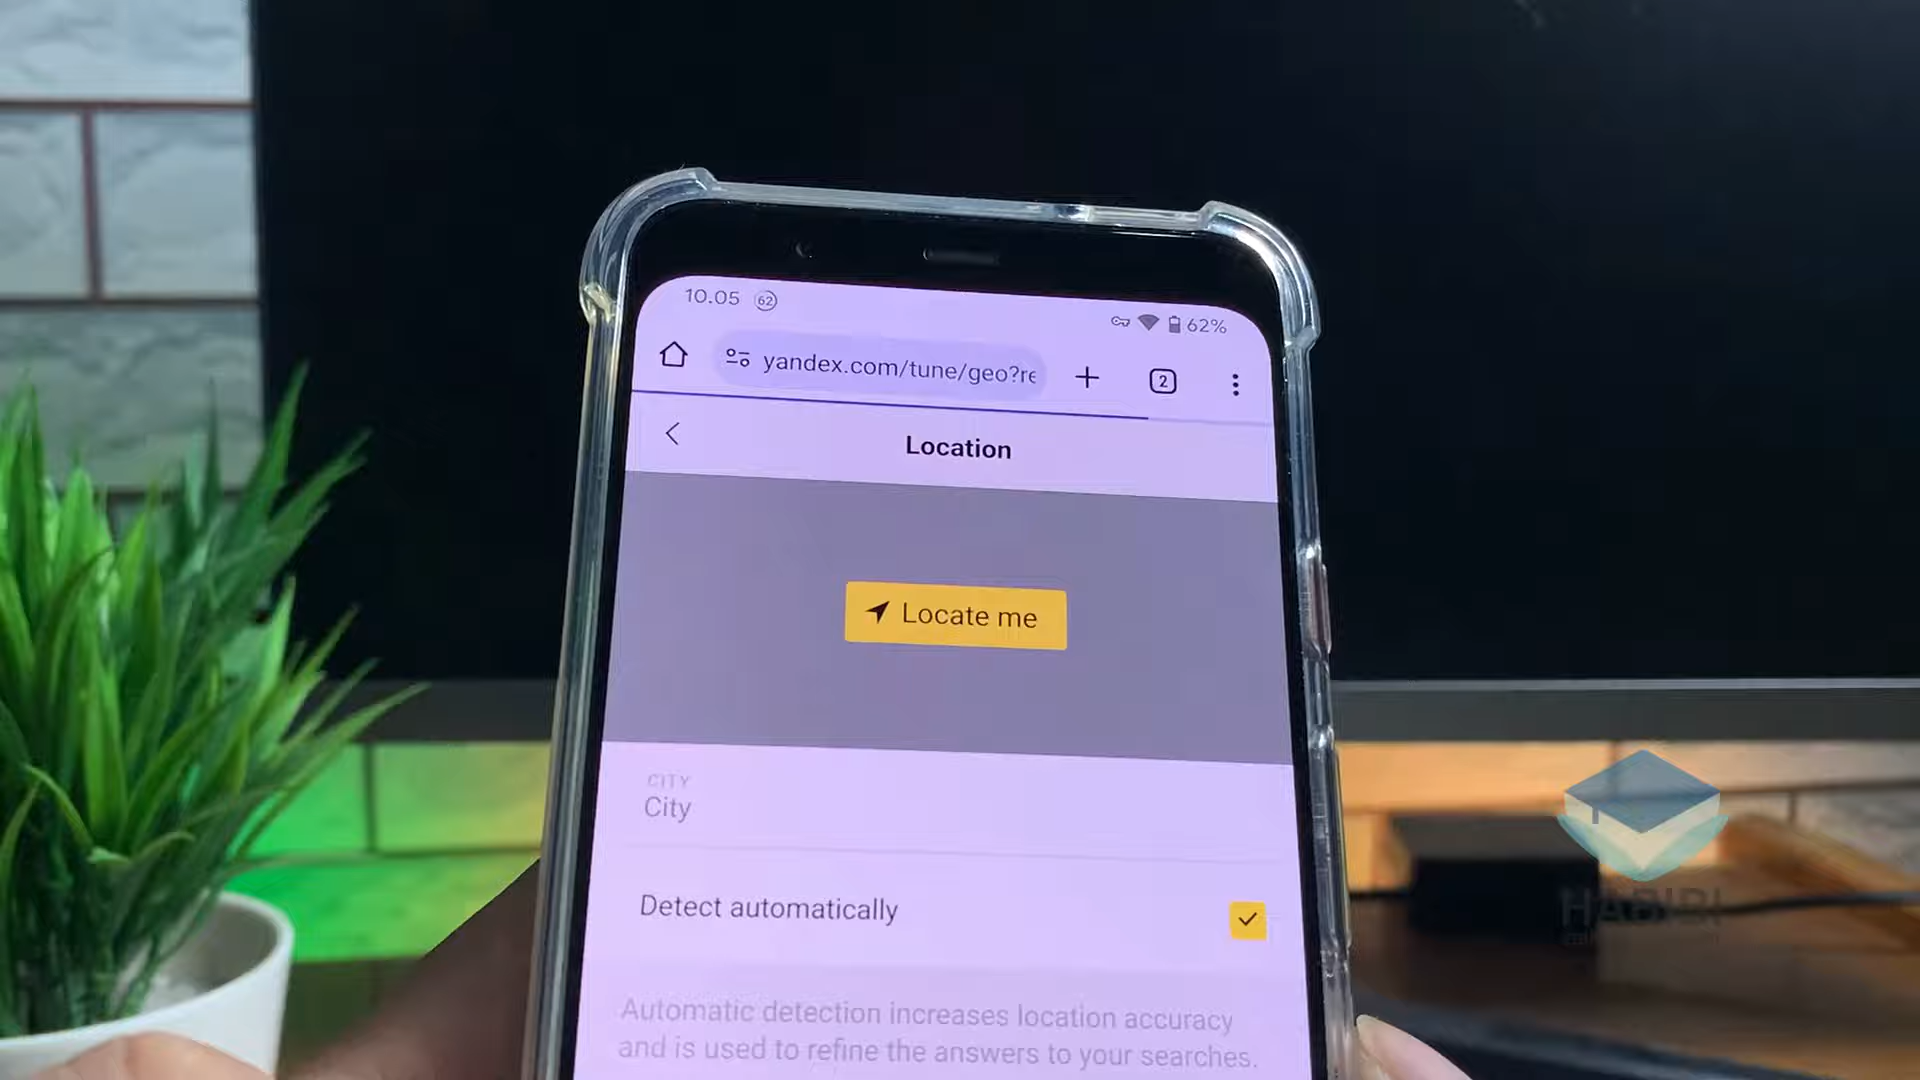 10.05 62
62%
yandex.com/tune/geo?re
2
Location
Locate me
CITY
City
Detect automatically
Automatic detection increases location accuracy
and is used to refine the answers to your searches.
HABIBI